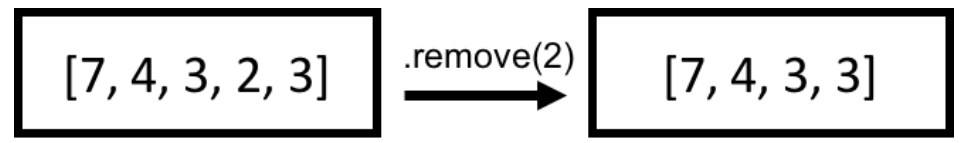 [7, 4, 3, 2, 3]
.remove(2)
[7, 4, 3, 3]